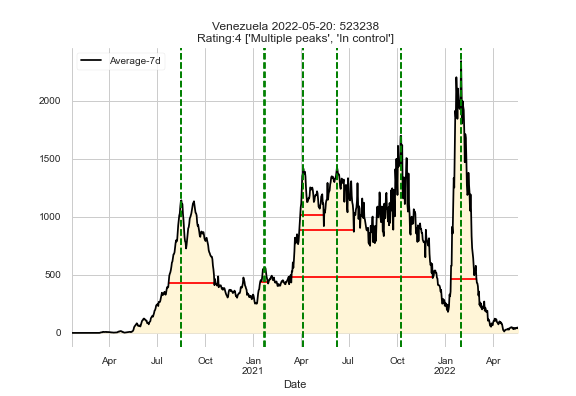 Venezuela 2022-05-20: 523238
Rating:4 ['Multiple peaks', 'In control']
Average-7d
2000
1500
1000
500
0
Apr Jul Oct Jan Apr Jul Oct Jan Apr
2021 2022
Date